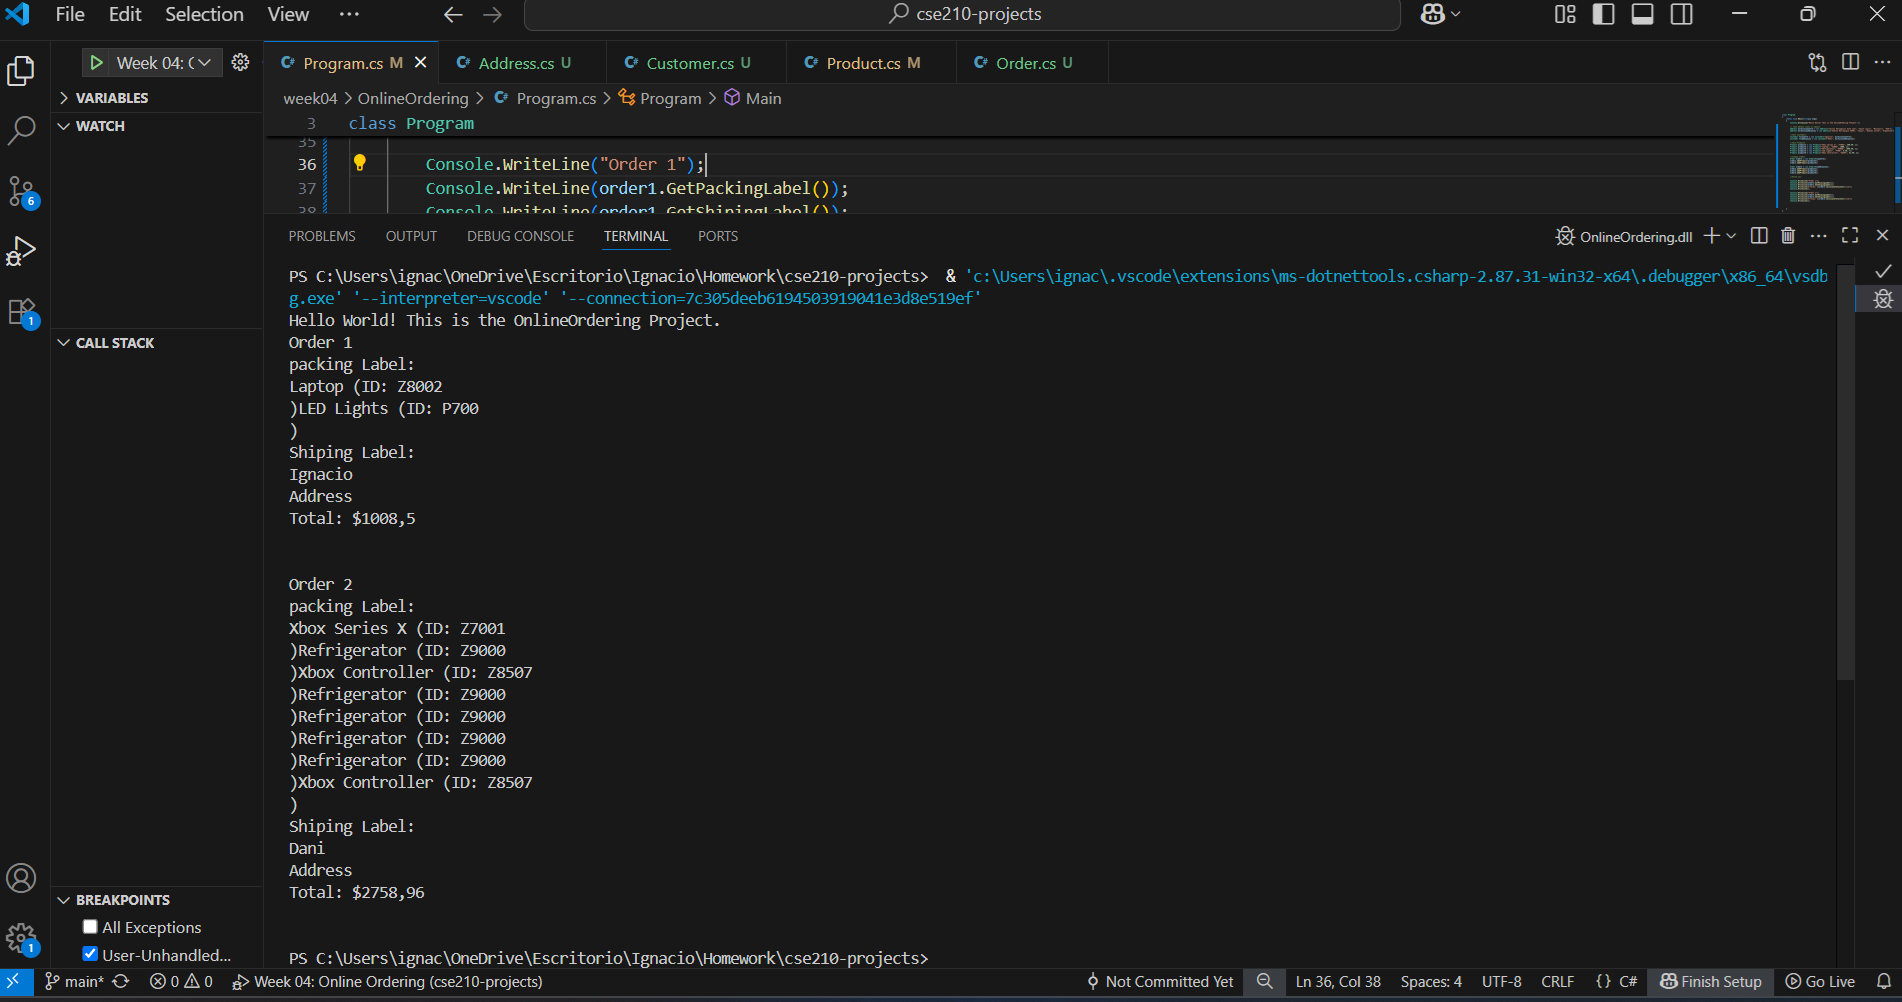 File Edit Selection View ··· cse210-projects
Week 04: C
Program.cs M
Address.cs U
Customer.cs U
Product.cs M
Order.cs U
VARIABLES
WATCH
CALL STACK
BREAKPOINTS
All Exceptions
User-Unhandled...
6
1
1
week04 > OnlineOrdering > Program.cs > Program > Main
3 class Program
35
36 Console.WriteLine("Order 1");
37 Console.WriteLine(order1.GetPackingLabel());
38 Console.WriteLine(order1.GetShipingLabel());
PROBLEMS OUTPUT DEBUG CONSOLE TERMINAL PORTS OnlineOrdering.dll
PS C:\Users\ignac\OneDrive\Escritorio\Ignacio\Homework\cse210-projects> & 'c:\Users\ignac\.vscode\extensions\ms-dotnettools.csharp-2.87.31-win32-x64\.debugger\x86_64\vsdb
g.exe' '--interpreter=vscode' '--connection=7c305deeb6194503919041e3d8e519ef'
Hello World! This is the OnlineOrdering Project.
Order 1
packing Label:
Laptop (ID: Z8002
)LED Lights (ID: P700
)
Shiping Label:
Ignacio
Address
Total: $1008,5
Order 2
packing Label:
Xbox Series X (ID: Z7001
)Refrigerator (ID: Z9000
)Xbox Controller (ID: Z8507
)Refrigerator (ID: Z9000
)Refrigerator (ID: Z9000
)Refrigerator (ID: Z9000
)Refrigerator (ID: Z9000
)Xbox Controller (ID: Z8507
)
Shiping Label:
Dani
Address
Total: $2758,96
PS C:\Users\ignac\OneDrive\Escritorio\Ignacio\Homework\cse210-projects>
main* 0 0 Week 04: Online Ordering (cse210-projects) Not Committed Yet Ln 36, Col 38 Spaces: 4 UTF-8 CRLF {} C# Finish Setup Go Live